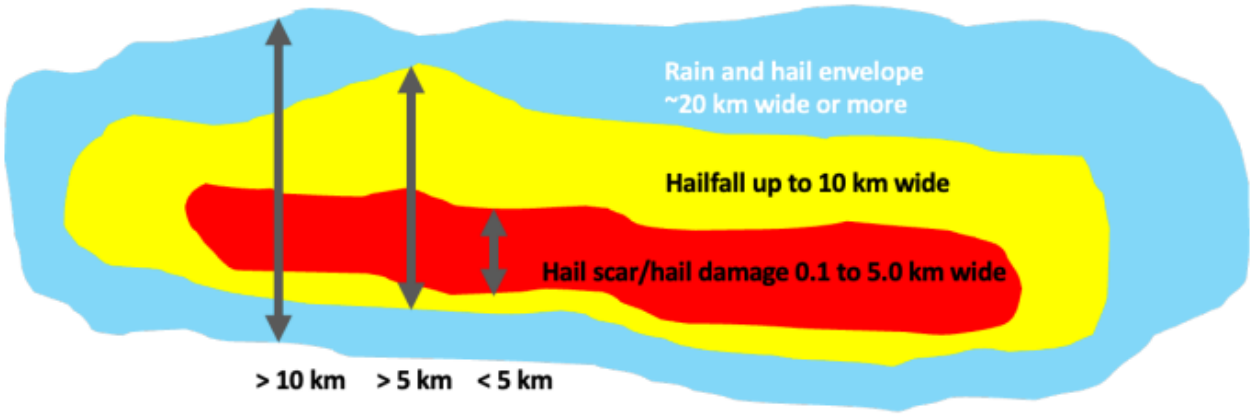 Rain and hail envelope
~20 km wide or more
Hailfall up to 10 km wide
Hail scar/hail damage 0.1 to 5.0 km wide
> 10 km
> 5 km
< 5 km